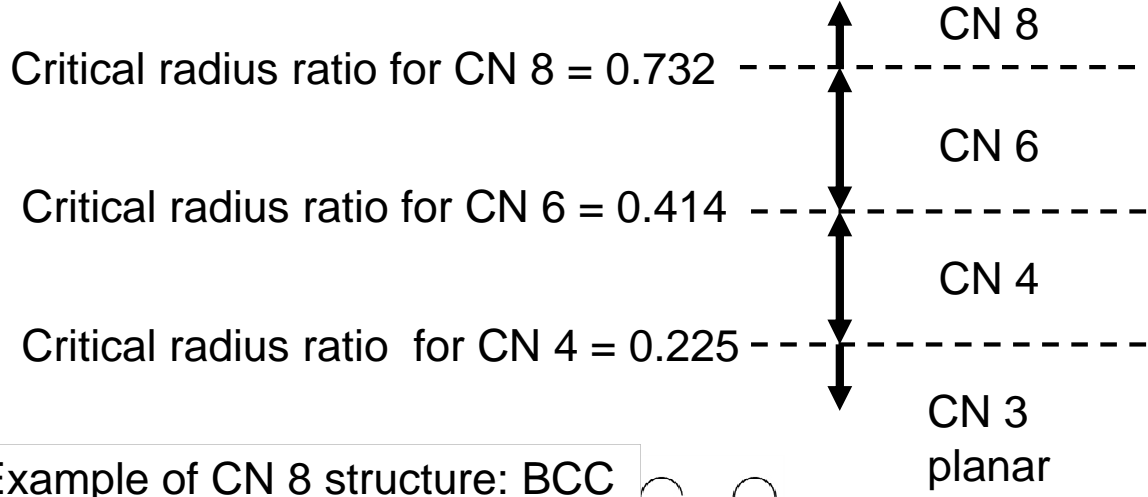 CN 8
Critical radius ratio for CN 8 = 0.732
CN 6
Critical radius ratio for CN 6 = 0.414
CN 4
Critical radius ratio for CN 4 = 0.225
CN 3
planar
Example of CN 8 structure: BCC